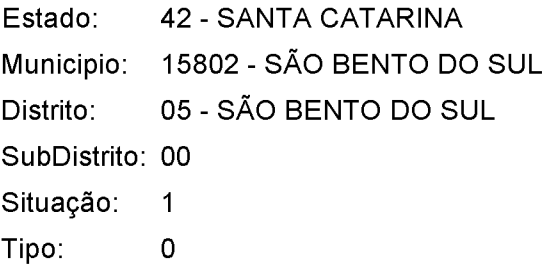 Estado: 42 - SANTA CATARINA
Municipio: 15802 - SÃO BENTO DO SUL
Distrito: 05 - SÃO BENTO DO SUL
SubDistrito: 00
Situação: 1
Tipo: 0